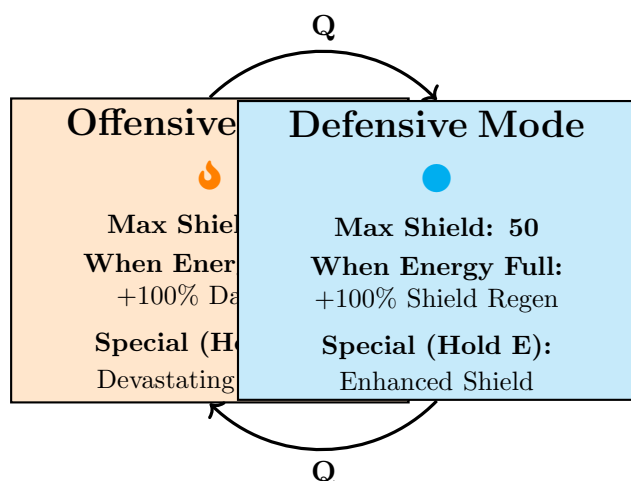 Q
Offensive
Defensive Mode
Max Shiel
Max Shield: 50
When Ener
When Energy Full:
+100% Da
+100% Shield Regen
Special (Ho
Special (Hold E):
Devastating
Enhanced Shield
Q